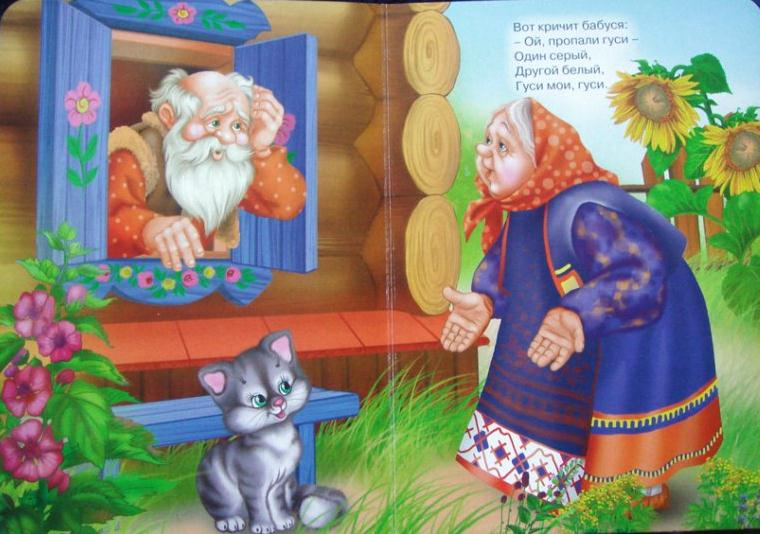 Вот кричит бабуся:
– Ой, пропали гуси –
Один серый,
Другой белый,
Гуси мои, гуси.